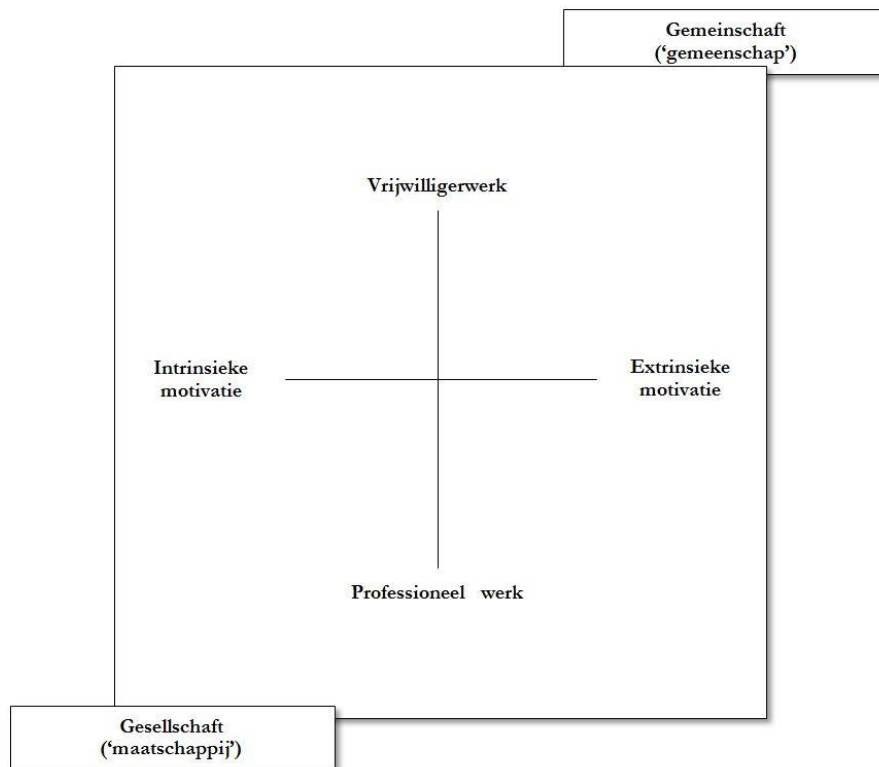 Gemeinschaft
(‘gemeenschap’)
Vrijwilligerwerk
Intrinsieke
motivatie
Extrinsieke
motivatie
Professioneel werk
Gesellschaft
(‘maatschappij’)